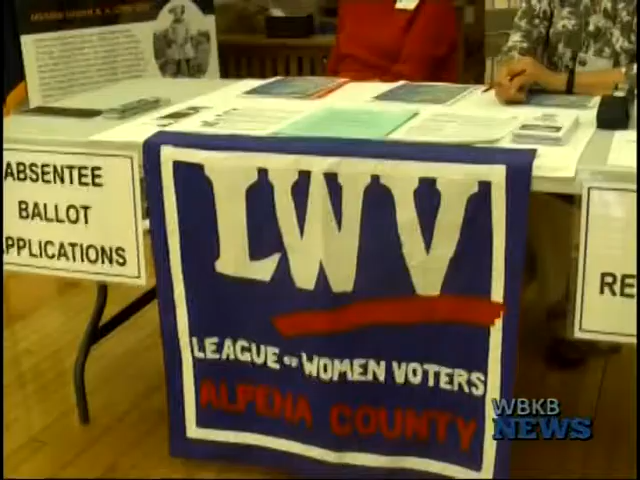 ABSENTEE
BALLOT
APPLICATIONS
LWV
LEAGUE OF WOMEN VOTERS
ALPENA COUNTY
RE
WBKB
NEWS